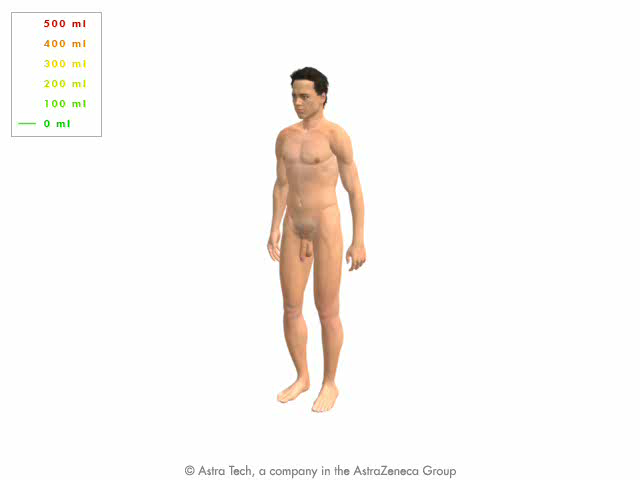 500 ml
400 ml
300 ml
200 ml
100 ml
0 ml
© Astra Tech, a company in the AstraZeneca Group